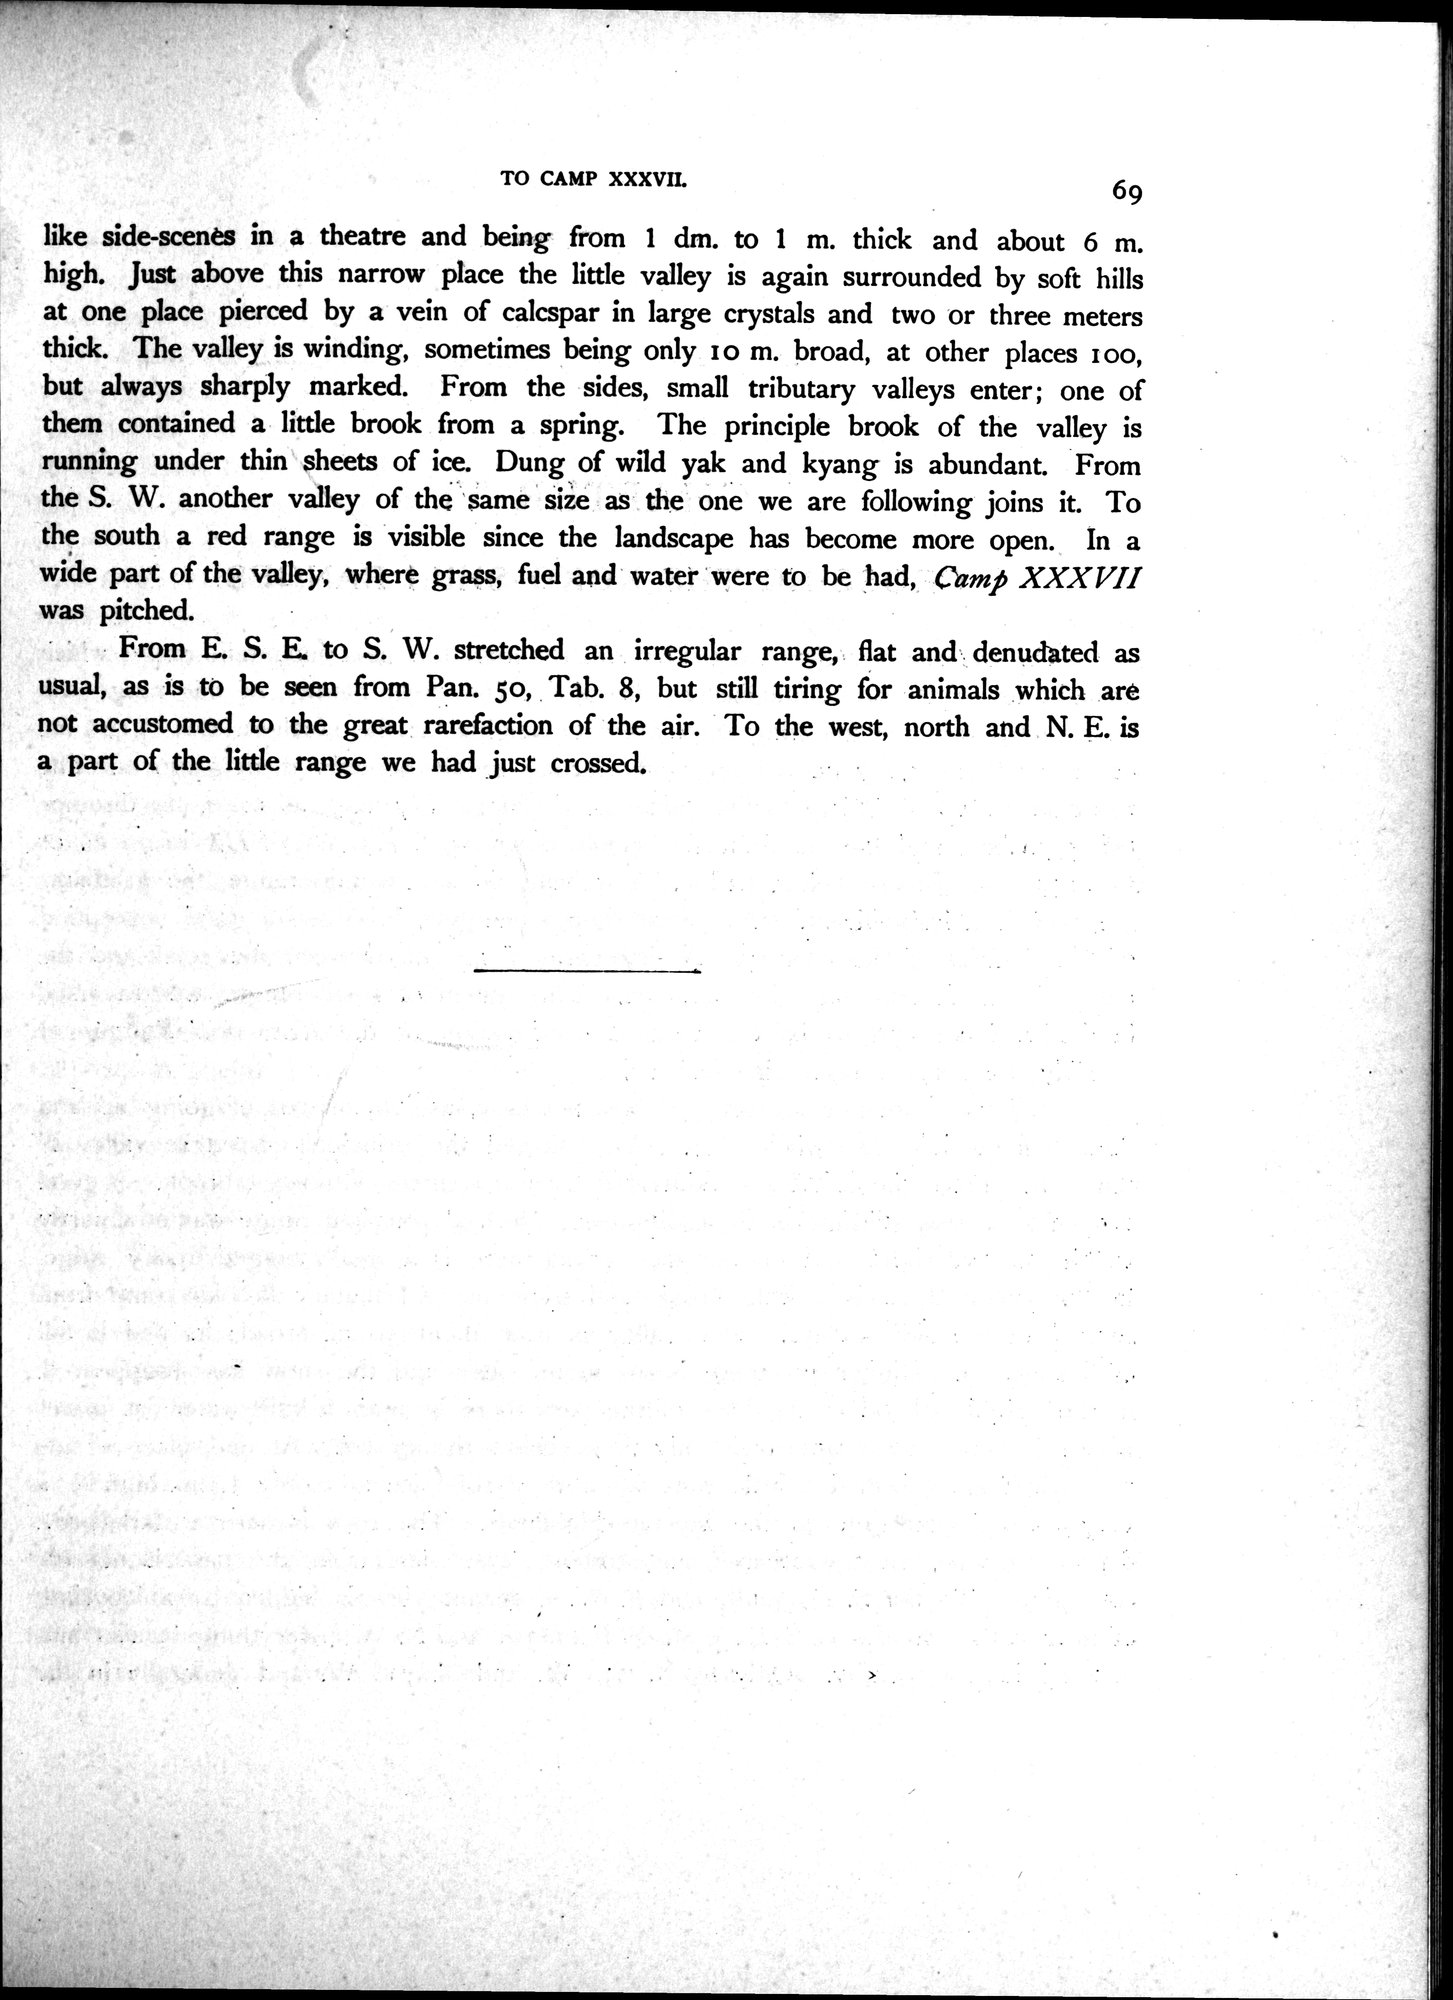 TO CAMP XXXVII.
69
like side-scenes in a theatre and being from 1 dm. to 1 m. thick and about 6 m.
high. Just above this narrow place the little valley is again surrounded by soft hills
at one place pierced by a vein of calcspar in large crystals and two or three meters
thick. The valley is winding, sometimes being only 10 m. broad, at other places 100,
but always sharply marked. From the sides, small tributary valleys enter; one of
them contained a little brook from a spring. The principle brook of the valley is
running under thin sheets of ice. Dung of wild yak and kyang is abundant. From
the S. W. another valley of the same size as the one we are following joins it. To
the south a red range is visible since the landscape has become more open. In a
wide part of the valley, where grass, fuel and water were to be had, Camp XXXVII
was pitched.
From E. S. E. to S. W. stretched an irregular range, flat and denudated as
usual, as is to be seen from Pan. 50, Tab. 8, but still tiring for animals which are
not accustomed to the great rarefaction of the air. To the west, north and N. E. is
a part of the little range we had just crossed.